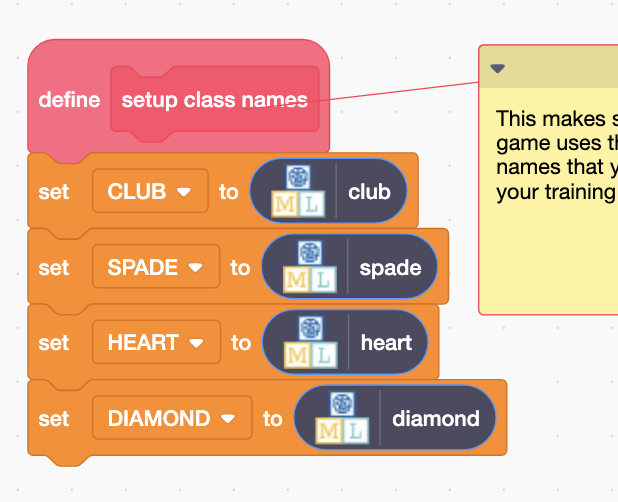 define setup class names
set CLUB to ML club
set SPADE to ML spade
set HEART to ML heart
set DIAMOND to ML diamond
This makes
game uses
names that
your training